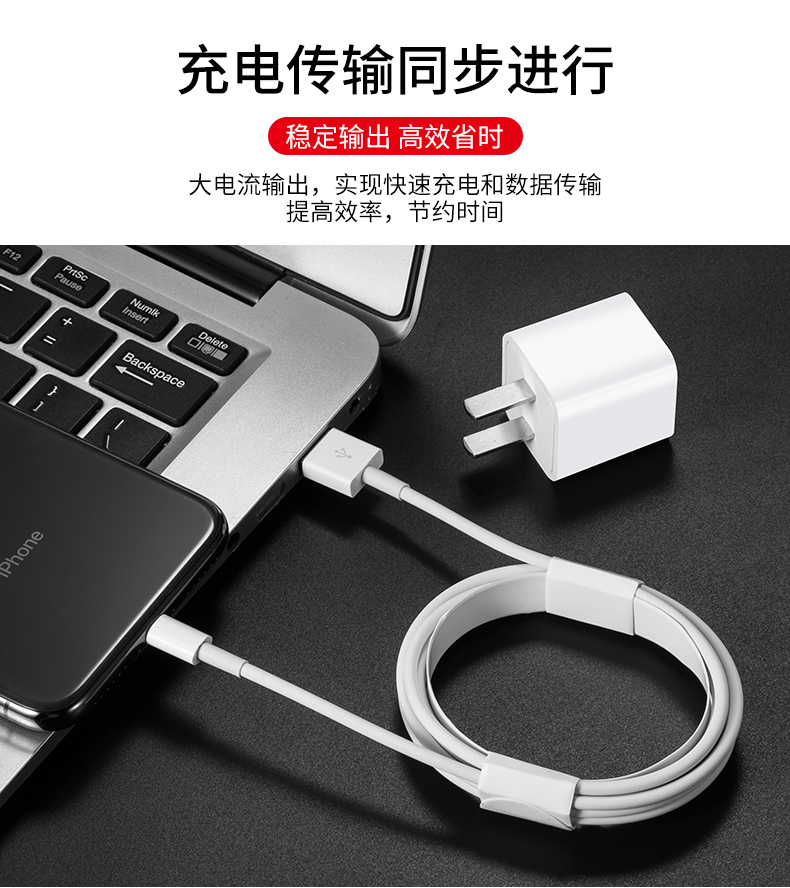 充电传输同步进行
稳定输出 高效省时
大电流输出，实现快速充电和数据传输
提高效率，节约时间
F12
PrtSc
Pause
Numlk
Insert
Delete
+
=
Backspace
}
]
|
\
iPhone